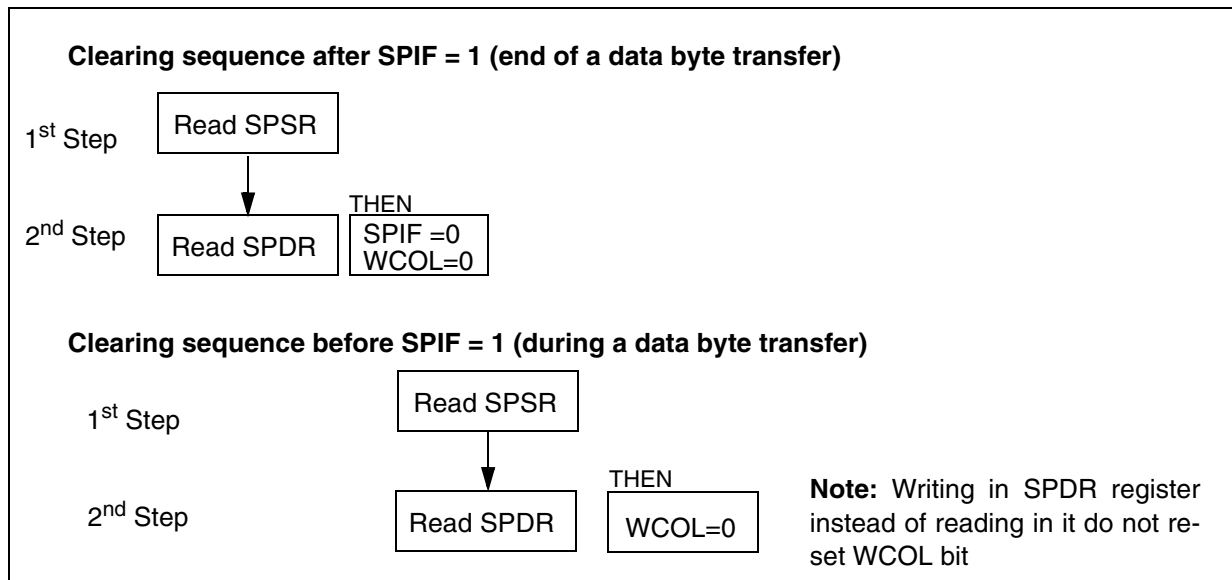 Clearing sequence after SPIF = 1 (end of a data byte transfer)
1st Step
Read SPSR
THEN
2nd Step
Read SPDR
SPIF =0
WCOL=0
Clearing sequence before SPIF = 1 (during a data byte transfer)
1st Step
Read SPSR
THEN
2nd Step
Read SPDR
WCOL=0
Note: Writing in SPDR register
instead of reading in it do not re-
set WCOL bit